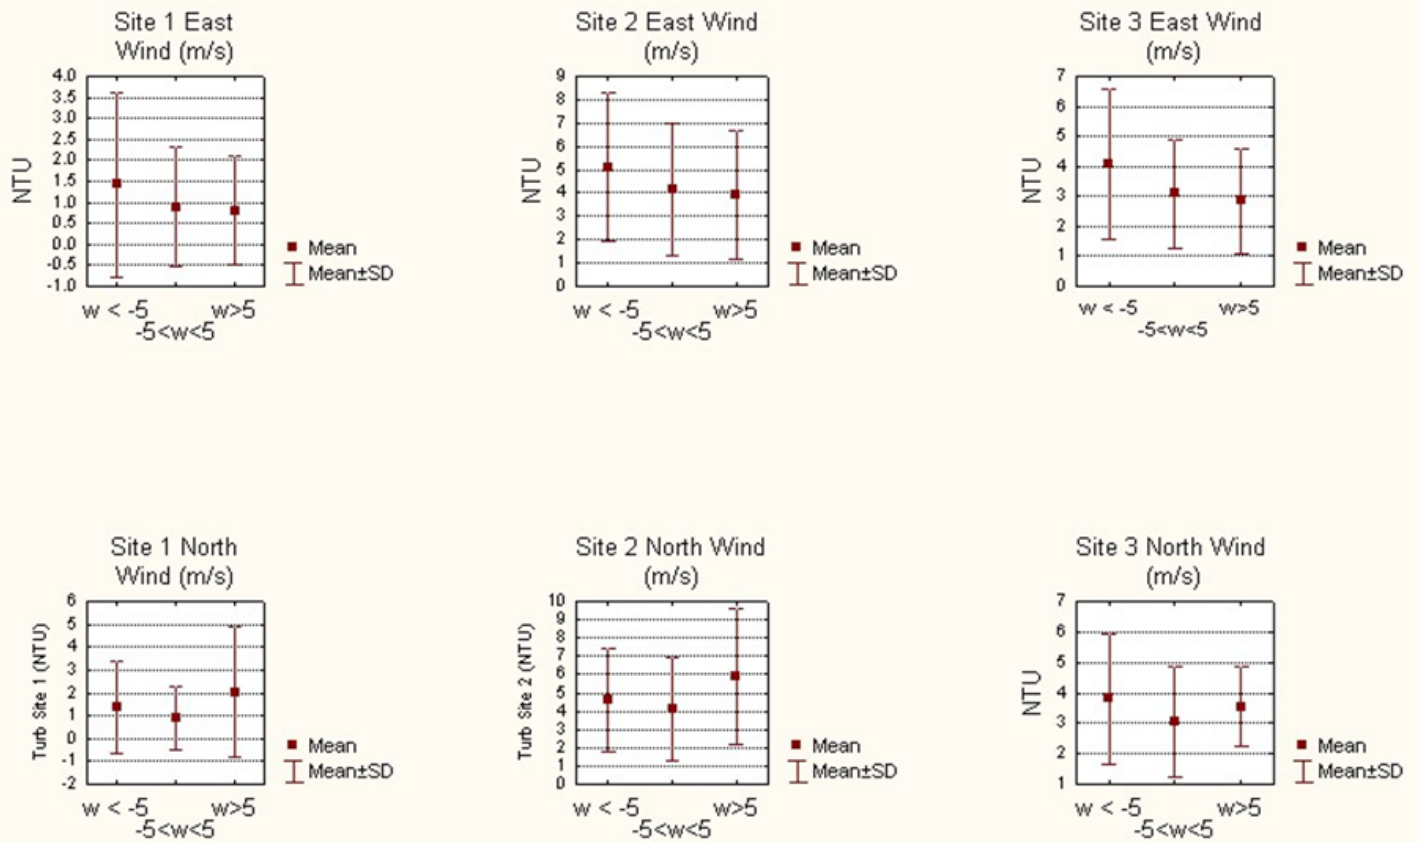 Site 1 East
Wind (m/s)
4.0
3.5
3.0
2.5
2.0
1.5
1.0
0.5
0.0
-0.5
-1.0
NTU
w < -5
w>5
-5<w<5
Mean
Mean±SD
Site 2 East Wind
(m/s)
9
8
7
6
5
4
3
2
1
0
NTU
w < -5
w>5
-5<w<5
Mean
Mean±SD
Site 3 East Wind
(m/s)
7
6
5
4
3
2
1
0
NTU
w < -5
w>5
-5<w<5
Mean
Mean±SD
Site 1 North
Wind (m/s)
6
5
4
3
2
1
0
-1
-2
Turb Site 1 (NTU)
w < -5
w>5
-5<w<5
Mean
Mean±SD
Site 2 North Wind
(m/s)
10
9
8
7
6
5
4
3
2
1
0
Turb Site 2 (NTU)
w < -5
w>5
-5<w<5
Mean
Mean±SD
Site 3 North Wind
(m/s)
7
6
5
4
3
2
1
NTU
w < -5
w>5
-5<w<5
Mean
Mean±SD